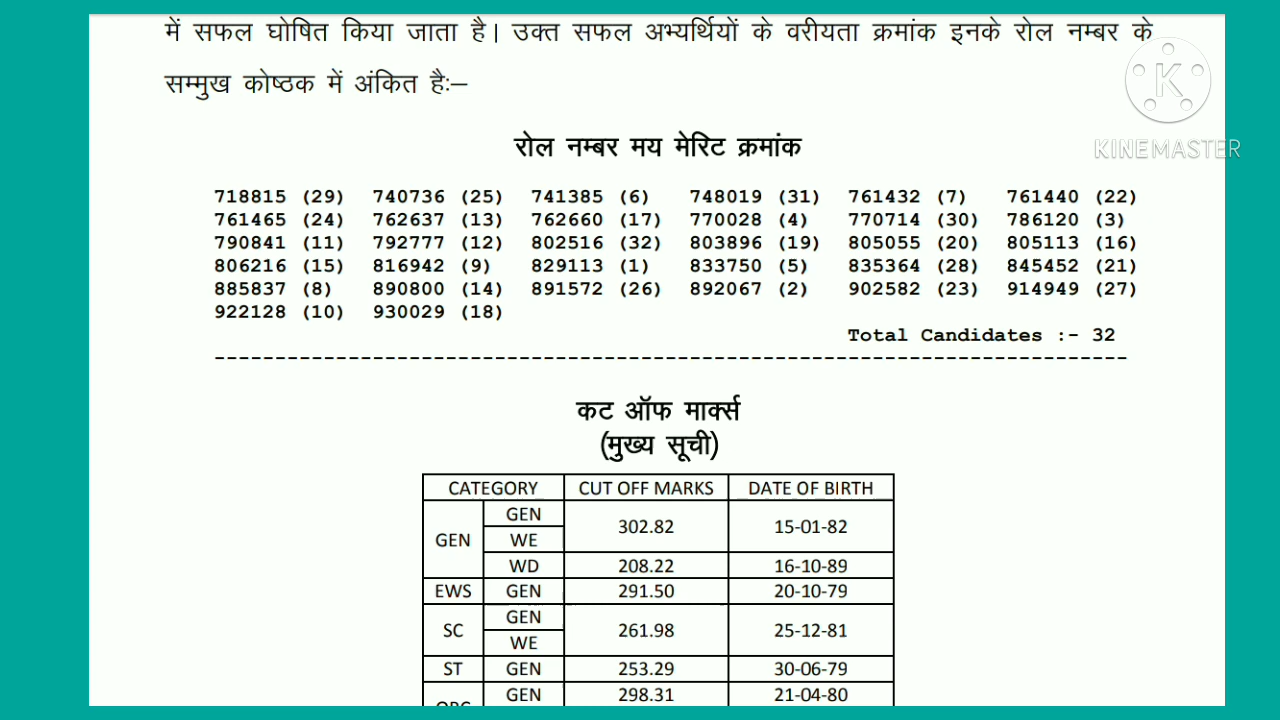 में सफल घोषित किया जाता है। उक्त सफल अभ्यर्थियों के वरीयता क्रमांक इनके रोल नम्बर के
सम्मुख कोष्ठक में अंकित है:–
K
KINEMASTER
रोल नम्बर मय मेरिट क्रमांक
718815 (29) 740736 (25) 741385 (6) 748019 (31) 761432 (7) 761440 (22)
761465 (24) 762637 (13) 762660 (17) 770028 (4) 770714 (30) 786120 (3)
790841 (11) 792777 (12) 802516 (32) 803896 (19) 805055 (20) 805113 (16)
806216 (15) 816942 (9) 829113 (1) 833750 (5) 835364 (28) 845452 (21)
885837 (8) 890800 (14) 891572 (26) 892067 (2) 902582 (23) 914949 (27)
922128 (10) 930029 (18)
Total Candidates :- 32
कट ऑफ मार्क्स
(मुख्य सूची)
CATEGORY CUT OFF MARKS DATE OF BIRTH
GEN GEN 302.82 15-01-82
WE
WD 208.22 16-10-89
EWS GEN 291.50 20-10-79
SC GEN 261.98 25-12-81
WE
ST GEN 253.29 30-06-79
GEN 298.31 21-04-80